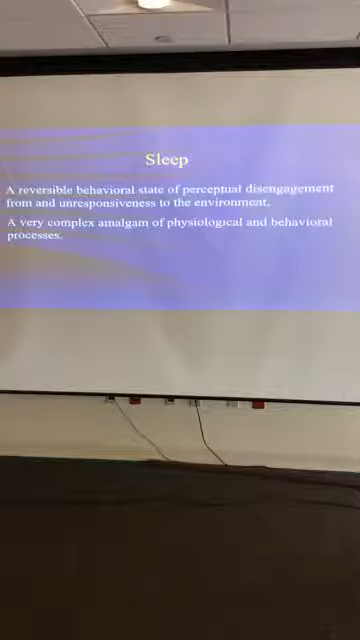 Sleep
A reversible behavioral state of perceptual disengagement
from and unresponsiveness to the environment,
A very complex amalgam of physiological and behavioral
processes.